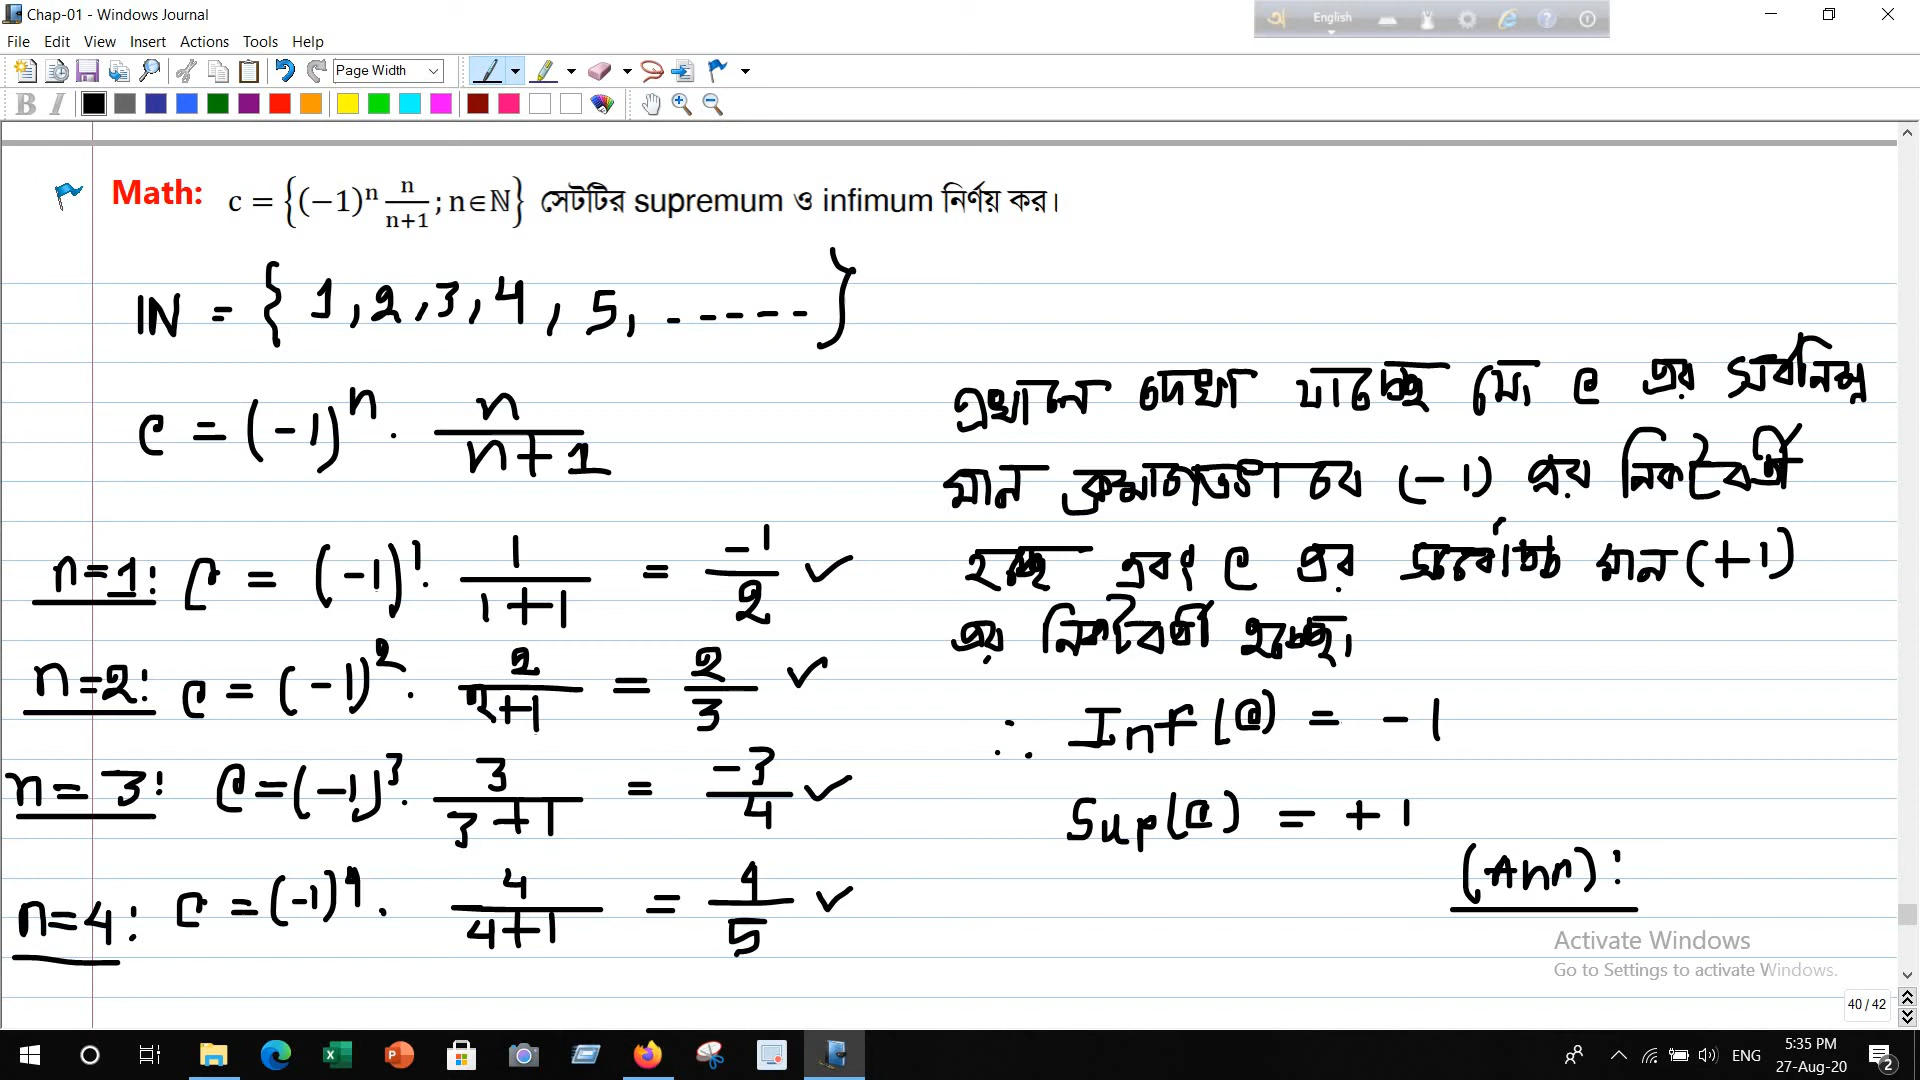 Chap-01 - Windows Journal
English
File Edit View Insert Actions Tools Help
Page Width
B I
Math: c = {(−1)ⁿ n/(n+1) ; n∈ℕ} সেটটির supremum ও infimum নির্ণয় কর।
IN = { 1, 2, 3, 4, 5, ------ }
C = (-1)^n . n/(n+1)
n=1: C = (-1)^1 . 1/(1+1) = -1/2 ✓
n=2: C = (-1)^2 . 2/(2+1) = 2/3 ✓
n=3: C = (-1)^3 . 3/(3+1) = -3/4 ✓
n=4: C = (-1)^4 . 4/(4+1) = 4/5 ✓
এখানে দেখা যাচ্ছে যে C এর সর্বনিম্ন
মান ক্রমাগতভাবে (-1) এর নিকটবর্তী
হচ্ছে এবং C এর সর্বোচ্চ মান (+1)
এর নিকটবর্তী হচ্ছে।
∴ Inf(C) = -1
Sup(C) = +1
(Ans):
Activate Windows
Go to Settings to activate Windows.
40 / 42
ENG
5:35 PM
27-Aug-20
2